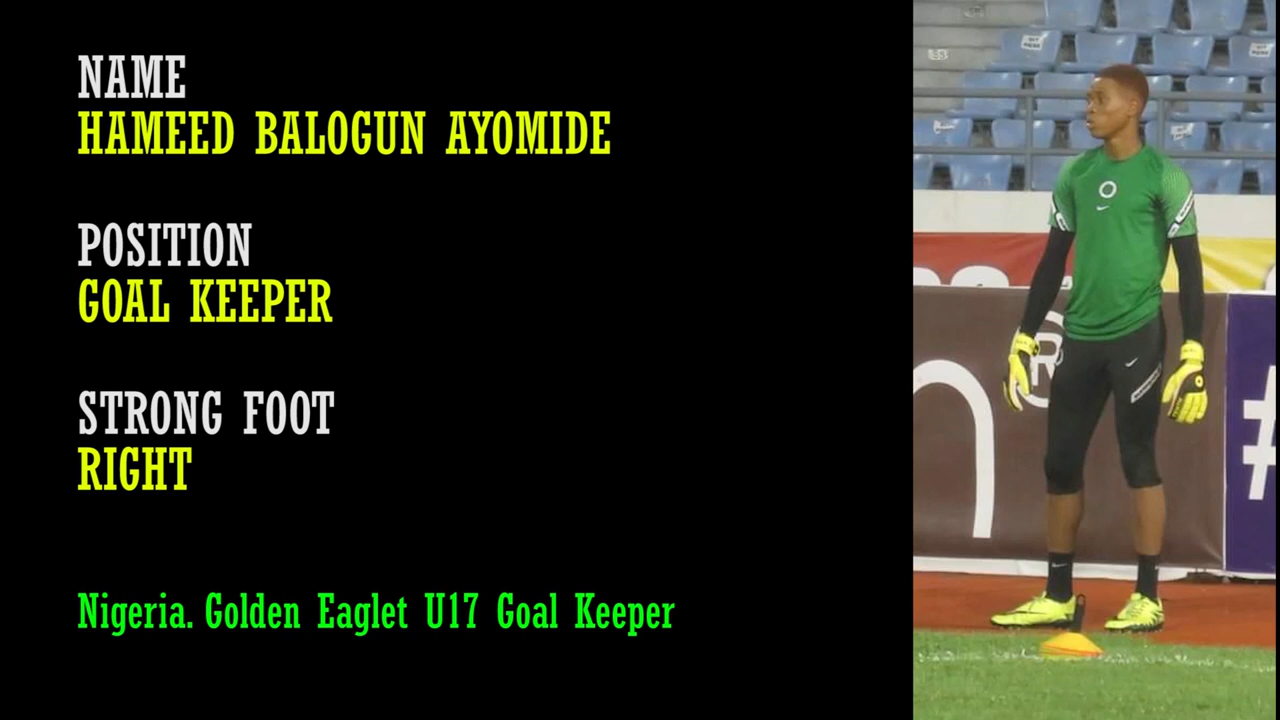 NAME
HAMEED BALOGUN AYOMIDE
POSITION
GOAL KEEPER
STRONG FOOT
RIGHT
Nigeria. Golden Eaglet U17 Goal Keeper
n®
#